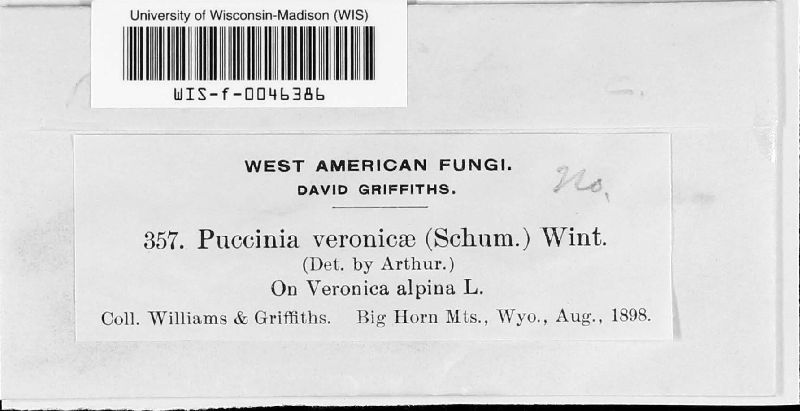 University of Wisconsin-Madison (WIS)
WIS-f-0046386
WEST AMERICAN FUNGI.
DAVID GRIFFITHS.
No.
357. Puccinia veronicæ (Schum.) Wint.
(Det. by Arthur.)
On Veronica alpina L.
Coll. Williams & Griffiths. Big Horn Mts., Wyo., Aug., 1898.